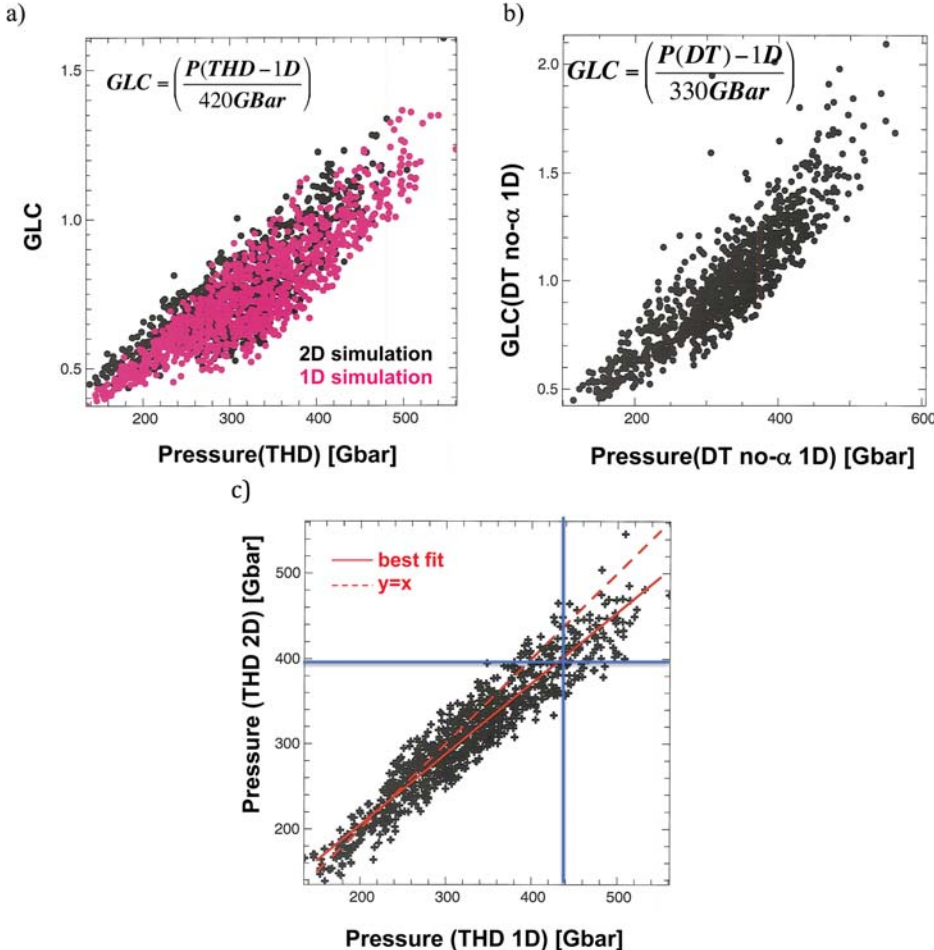 a)
GLC = (P(THD − 1D) / 420GBar)
1.5
1.0
0.5
GLC
2D simulation
1D simulation
200 300 400 500
Pressure(THD) [Gbar]
b)
GLC = (P(DT) − 1D / 330GBar)
2.0
1.5
1.0
0.5
GLC(DT no-α 1D)
200 400 600
Pressure(DT no-α 1D) [Gbar]
c)
best fit
y=x
500
400
300
200
Pressure (THD 2D) [Gbar]
200 300 400 500
Pressure (THD 1D) [Gbar]